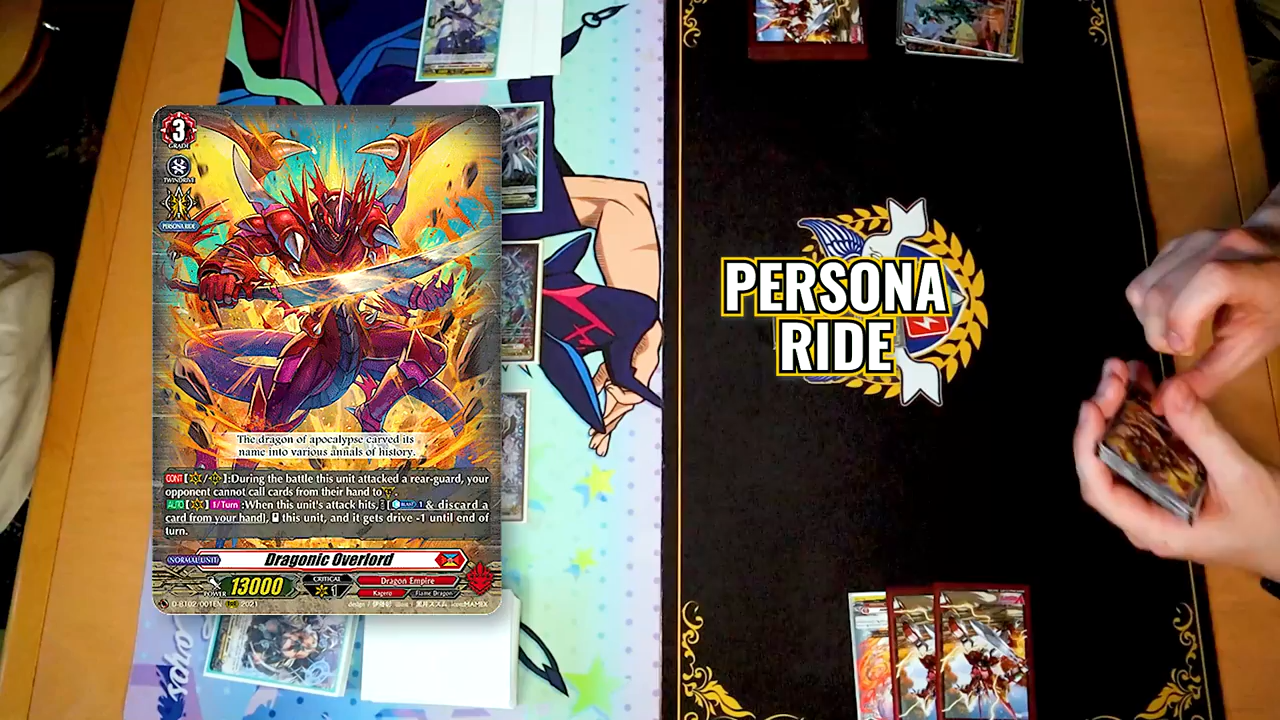 3
GRADE
TWIN DRIVE
PERSONA RIDE
The dragon of apocalypse carved its
name into various annals of history.
CONT [ / ]:During the battle this unit attacked a rear-guard, your
opponent cannot call cards from their hand to .
AUTO [ ] 1/Turn :When this unit's attack hits, [ BLAST 1 & discard a
card from your hand], this unit, and it gets drive -1 until end of
turn.
NORMAL UNIT
Dragonic Overlord
POWER 13000
CRITICAL
1
Dragon Empire
Kagero
Flame Dragon
D-BT02/001EN RRR 2021
PERSONA
RIDE